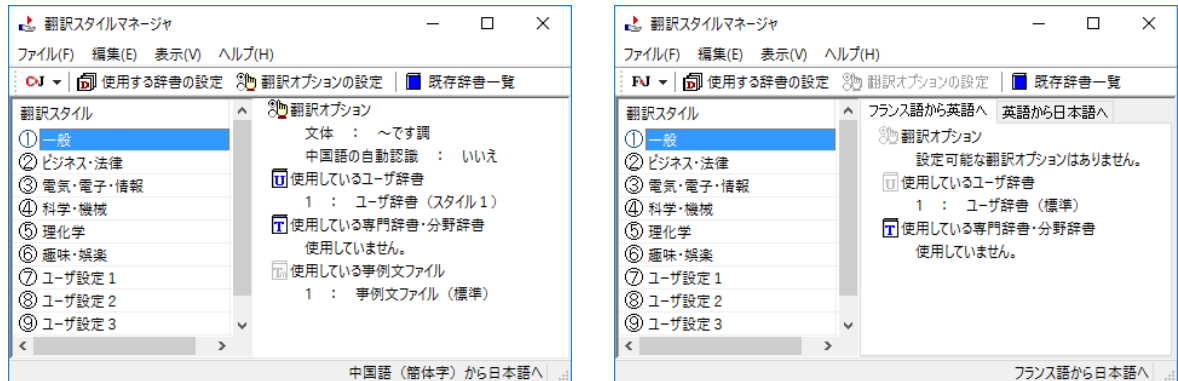 翻訳スタイルマネージャ
ファイル(F) 編集(E) 表示(V) ヘルプ(H)
C›J 使用する辞書の設定 翻訳オプションの設定 既存辞書一覧
翻訳スタイル
① 一般
② ビジネス・法律
③ 電気・電子・情報
④ 科学・機械
⑤ 理化学
⑥ 趣味・娯楽
⑦ ユーザ設定 1
⑧ ユーザ設定 2
⑨ ユーザ設定 3
翻訳オプション
文体 ： ～です調
中国語の自動認識 ： いいえ
U 使用しているユーザ辞書
1 ： ユーザ辞書（スタイル１）
T 使用している専門辞書・分野辞書
使用していません。
Tm 使用している事例文ファイル
1 ： 事例文ファイル（標準）
中国語（簡体字）から日本語へ
翻訳スタイルマネージャ
ファイル(F) 編集(E) 表示(V) ヘルプ(H)
F›J 使用する辞書の設定 翻訳オプションの設定 既存辞書一覧
翻訳スタイル
① 一般
② ビジネス・法律
③ 電気・電子・情報
④ 科学・機械
⑤ 理化学
⑥ 趣味・娯楽
⑦ ユーザ設定 1
⑧ ユーザ設定 2
⑨ ユーザ設定 3
フランス語から英語へ 英語から日本語へ
翻訳オプション
設定可能な翻訳オプションはありません。
U 使用しているユーザ辞書
1 ： ユーザ辞書（標準）
T 使用している専門辞書・分野辞書
使用していません。
フランス語から日本語へ